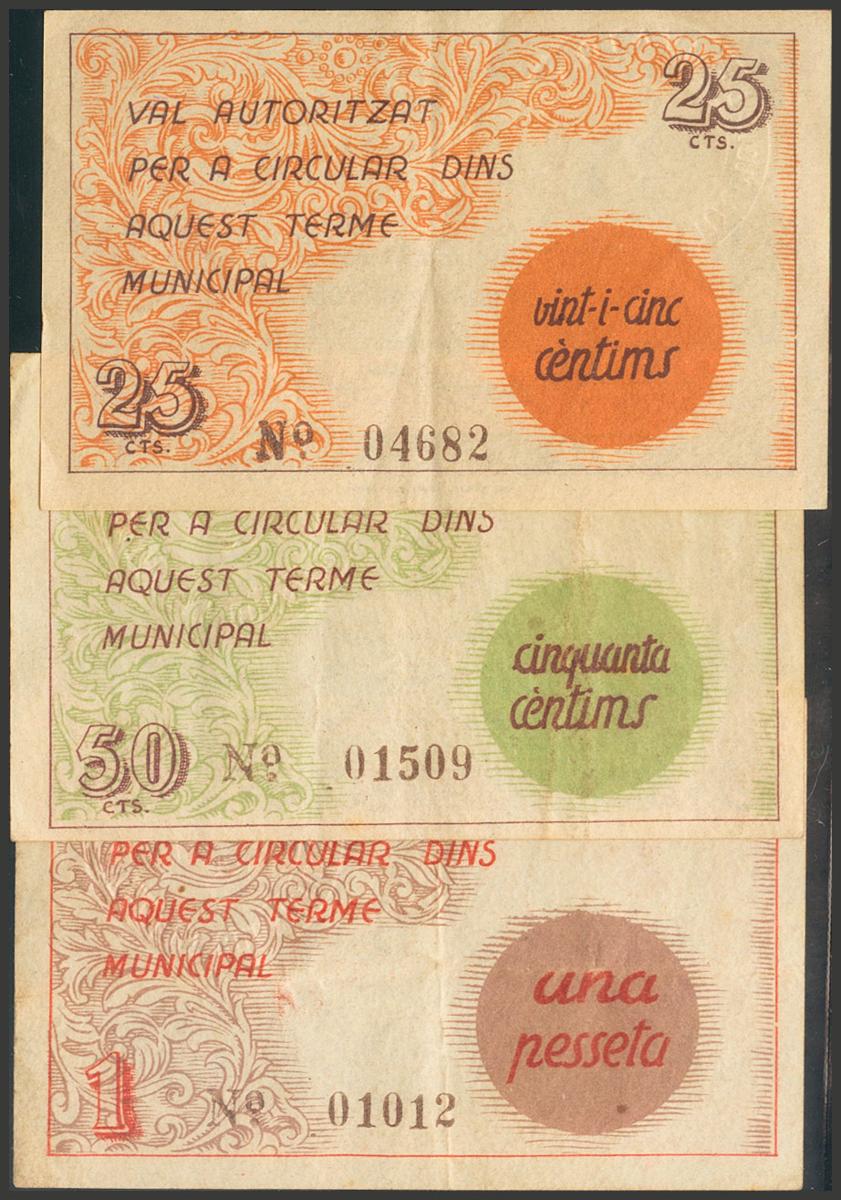 VAL AUTORITZAT
25
CTS.
PER A CIRCULAR DINS
AQUEST TERME
MUNICIPAL
vint-i-cinc
cèntims
25
CTS.
Nº 04682
PER A CIRCULAR DINS
AQUEST TERME
MUNICIPAL
cinquanta
cèntims
50
CTS.
Nº 01509
PER A CIRCULAR DINS
AQUEST TERME
MUNICIPAL
una
pesseta
1
Nº 01012